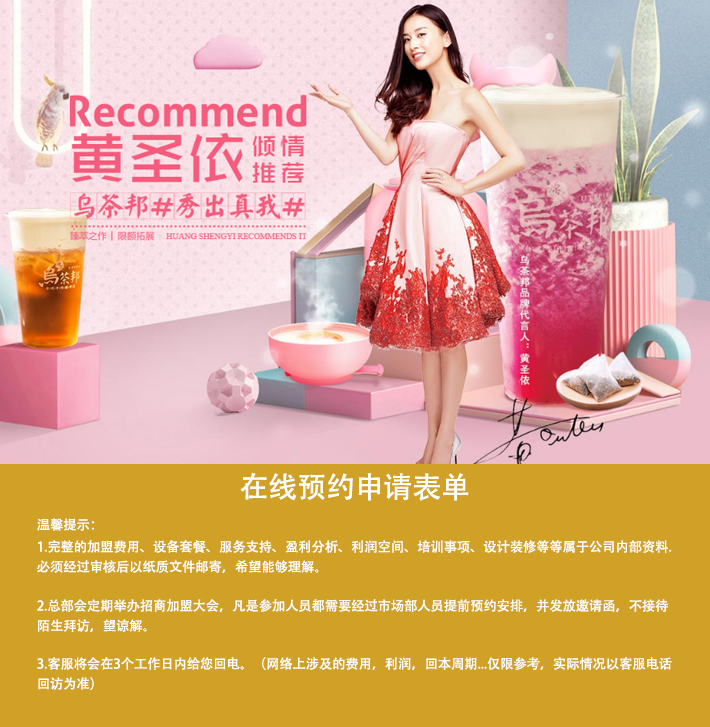 Recommend
黄圣依
倾情
推荐
乌茶邦#秀出真我#
臻萃之作 | 限额拓展 HUANG SHENGYI RECOMMENDS IT
乌茶邦
乌茶邦
乌茶邦品牌代言人：黄圣依
在线预约申请表单
温馨提示：
1.完整的加盟费用、设备套餐、服务支持、盈利分析、利润空间、培训事项、设计装修等等属于公司内部资料.
必须经过审核后以纸质文件邮寄，希望能够理解。
2.总部会定期举办招商加盟大会，凡是参加人员都需要经过市场部人员提前预约安排，并发放邀请函，不接待
陌生拜访，望谅解。
3.客服将会在3个工作日内给您回电。（网络上涉及的费用，利润，回本周期...仅限参考，实际情况以客服电话
回访为准）